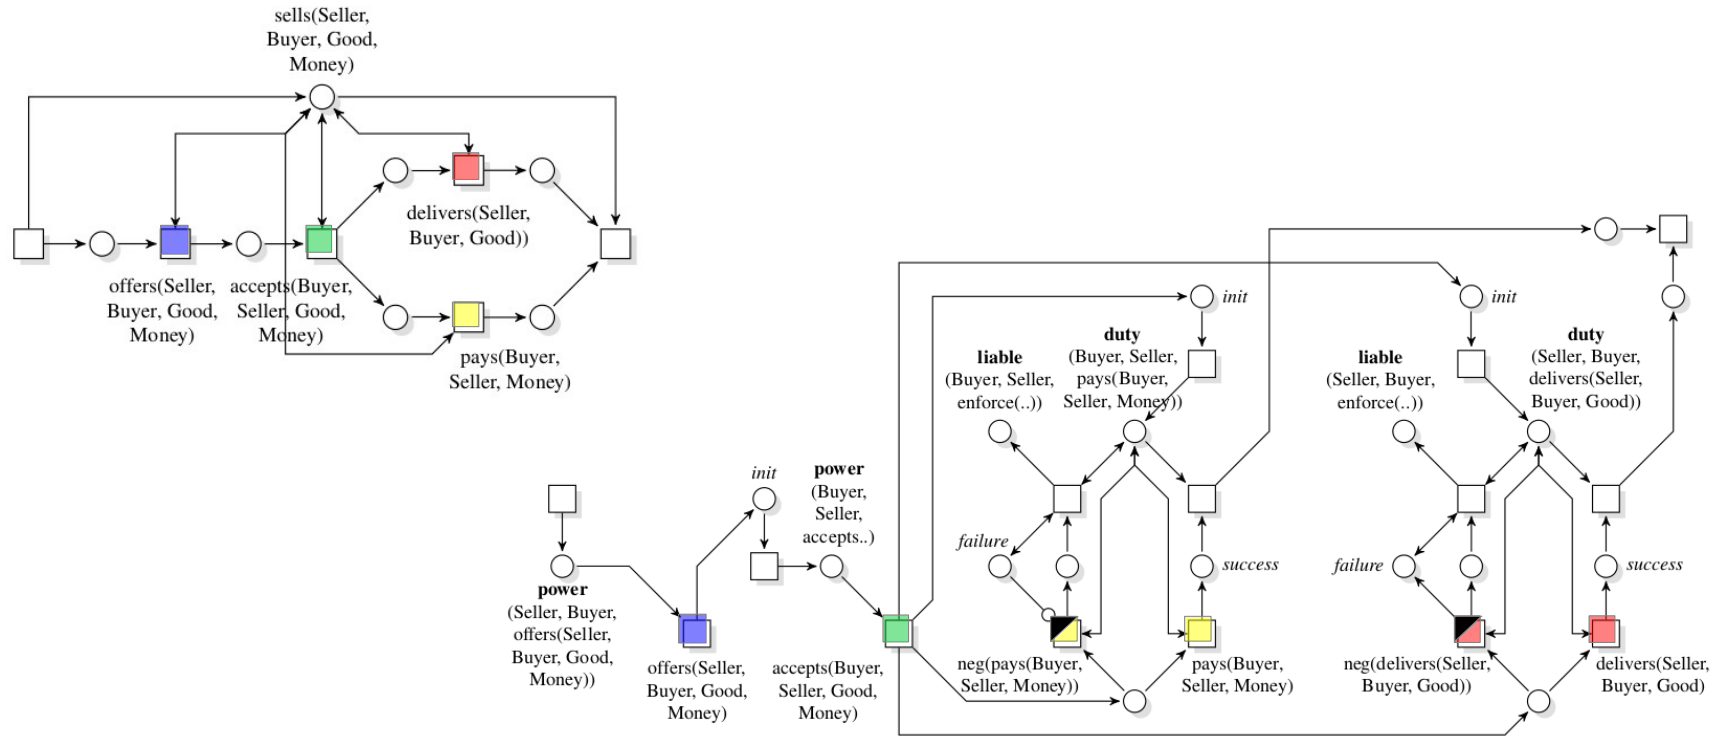 sells(Seller,
Buyer, Good,
Money)
delivers(Seller,
Buyer, Good))
offers(Seller,
Buyer, Good,
Money)
accepts(Buyer,
Seller, Good,
Money)
pays(Buyer,
Seller, Money)
power
(Seller, Buyer,
offers(Seller,
Buyer, Good,
Money))
offers(Seller,
Buyer, Good,
Money)
init
power
(Buyer,
Seller,
accepts..)
accepts(Buyer,
Seller, Good,
Money)
init
liable
(Buyer, Seller,
enforce(..))
duty
(Buyer, Seller,
pays(Buyer,
Seller, Money))
failure
success
neg(pays(Buyer,
Seller, Money))
pays(Buyer,
Seller, Money)
init
liable
(Seller, Buyer,
enforce(..))
duty
(Seller, Buyer,
delivers(Seller,
Buyer, Good))
failure
success
neg(delivers(Seller,
Buyer, Good))
delivers(Seller,
Buyer, Good)